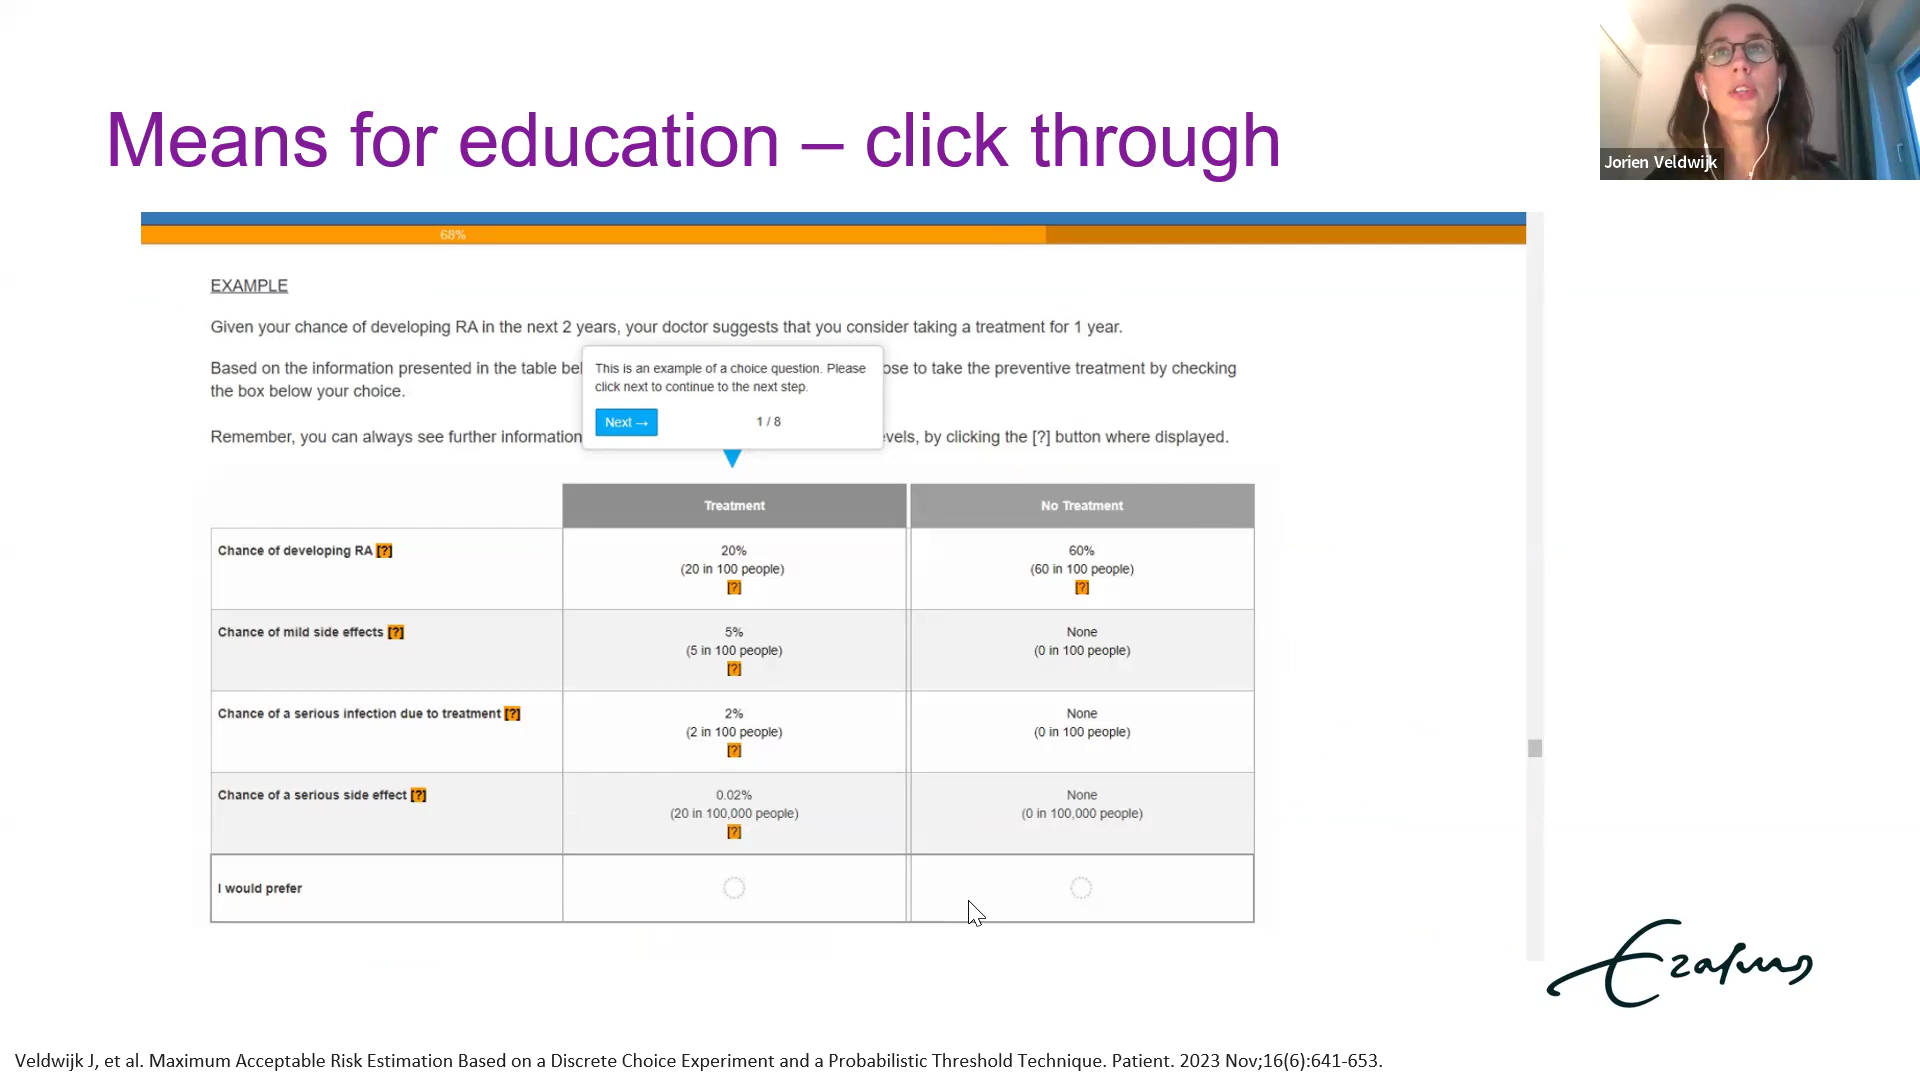 Means for education – click through
Jorien Veldwijk
68%
EXAMPLE
Given your chance of developing RA in the next 2 years, your doctor suggests that you consider taking a treatment for 1 year.
Based on the information presented in the table bel
ose to take the preventive treatment by checking
the box below your choice.
This is an example of a choice question. Please
click next to continue to the next step.
Next →
1 / 8
Remember, you can always see further information
vels, by clicking the [?] button where displayed.
Treatment
No Treatment
Chance of developing RA [?]
20%
(20 in 100 people)
[?]
60%
(60 in 100 people)
[?]
Chance of mild side effects [?]
5%
(5 in 100 people)
[?]
None
(0 in 100 people)
Chance of a serious infection due to treatment [?]
2%
(2 in 100 people)
[?]
None
(0 in 100 people)
Chance of a serious side effect [?]
0.02%
(20 in 100,000 people)
[?]
None
(0 in 100,000 people)
I would prefer
Erasmus
Veldwijk J, et al. Maximum Acceptable Risk Estimation Based on a Discrete Choice Experiment and a Probabilistic Threshold Technique. Patient. 2023 Nov;16(6):641-653.